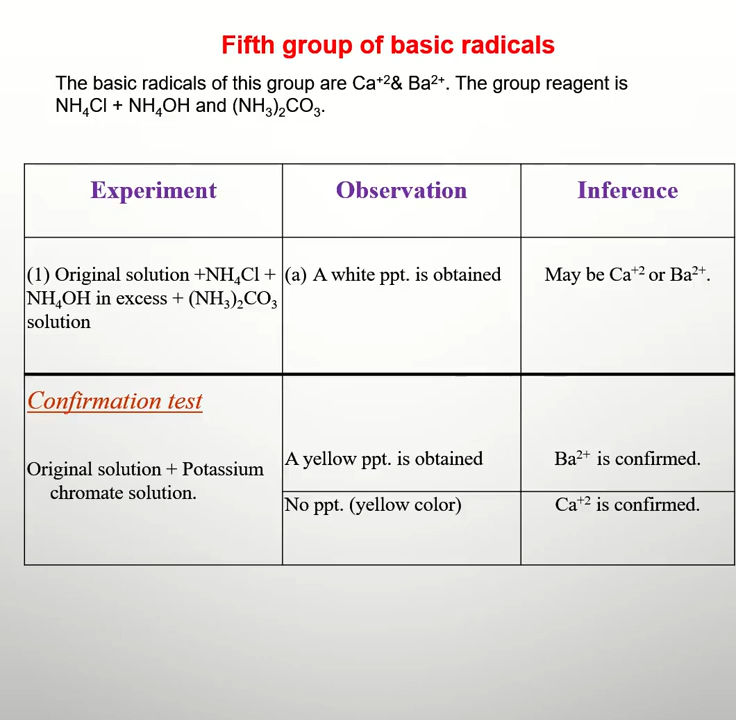 Fifth group of basic radicals
The basic radicals of this group are Ca⁺²& Ba²⁺. The group reagent is
NH₄Cl + NH₄OH and (NH₃)₂CO₃.
Experiment
Observation
Inference
(1) Original solution +NH₄Cl +
NH₄OH in excess + (NH₃)₂CO₃
solution
(a) A white ppt. is obtained
May be Ca⁺² or Ba²⁺.
Confirmation test
Original solution + Potassium
chromate solution.
A yellow ppt. is obtained
Ba²⁺ is confirmed.
No ppt. (yellow color)
Ca⁺² is confirmed.